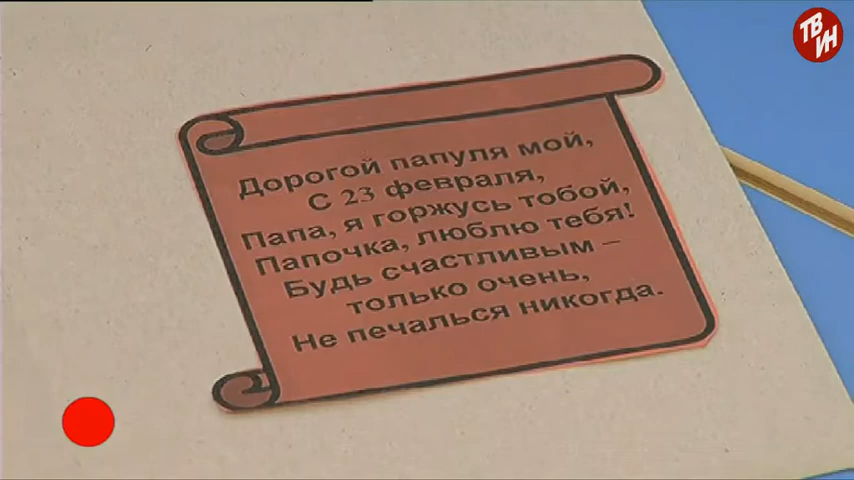 ТВ
ИН
Дорогой папуля мой,
С 23 февраля,
Папа, я горжусь тобой,
Папочка, люблю тебя!
Будь счастливым –
только очень,
Не печалься никогда.